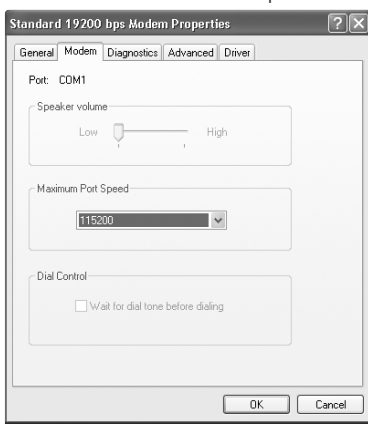 Standard 19200 bps Modem Properties
General Modem Diagnostics Advanced Driver
Port: COM1
Speaker volume
Low High
Maximum Port Speed
115200
Dial Control
Wait for dial tone before dialing
OK Cancel